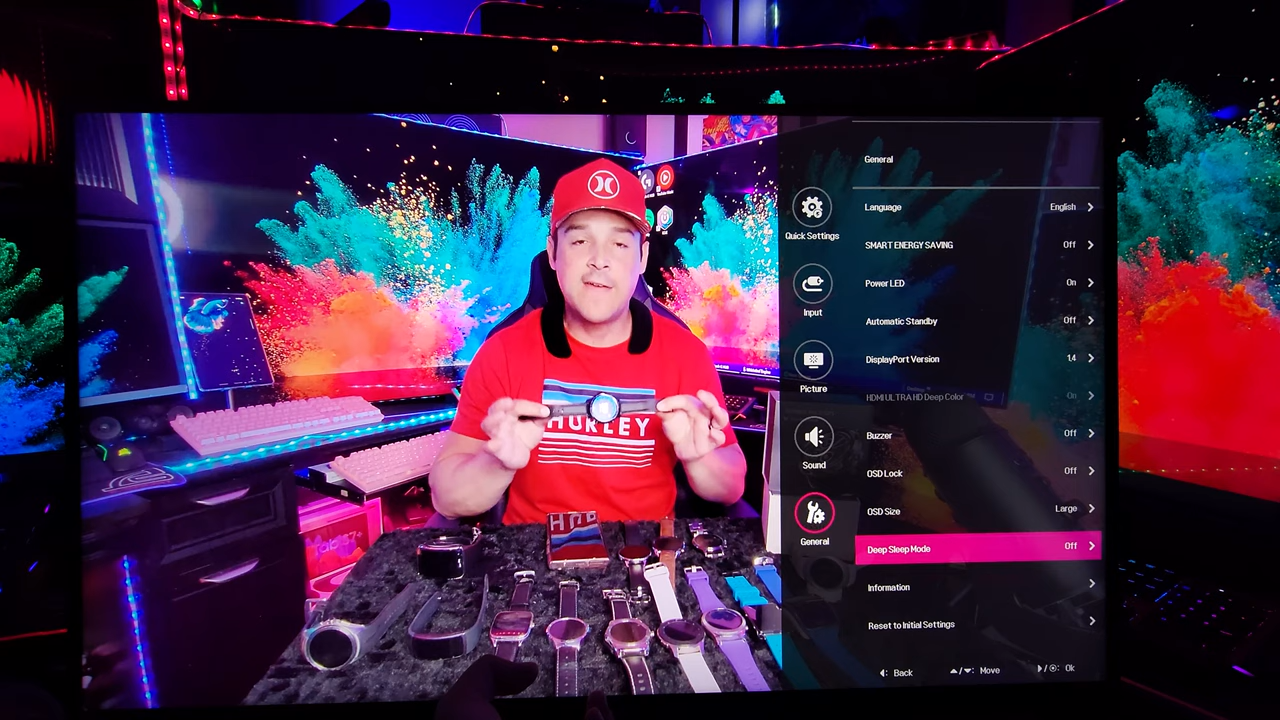 General
Language English
SMART ENERGY SAVING Off
Power LED On
Automatic Standby Off
DisplayPort Version 1.4
HDMI ULTRA HD Deep Color On
Buzzer Off
OSD Lock Off
OSD Size Large
Deep Sleep Mode Off
Information
Reset to Initial Settings
Back Move Ok
Quick Settings
Input
Picture
Sound
General
HURLEY